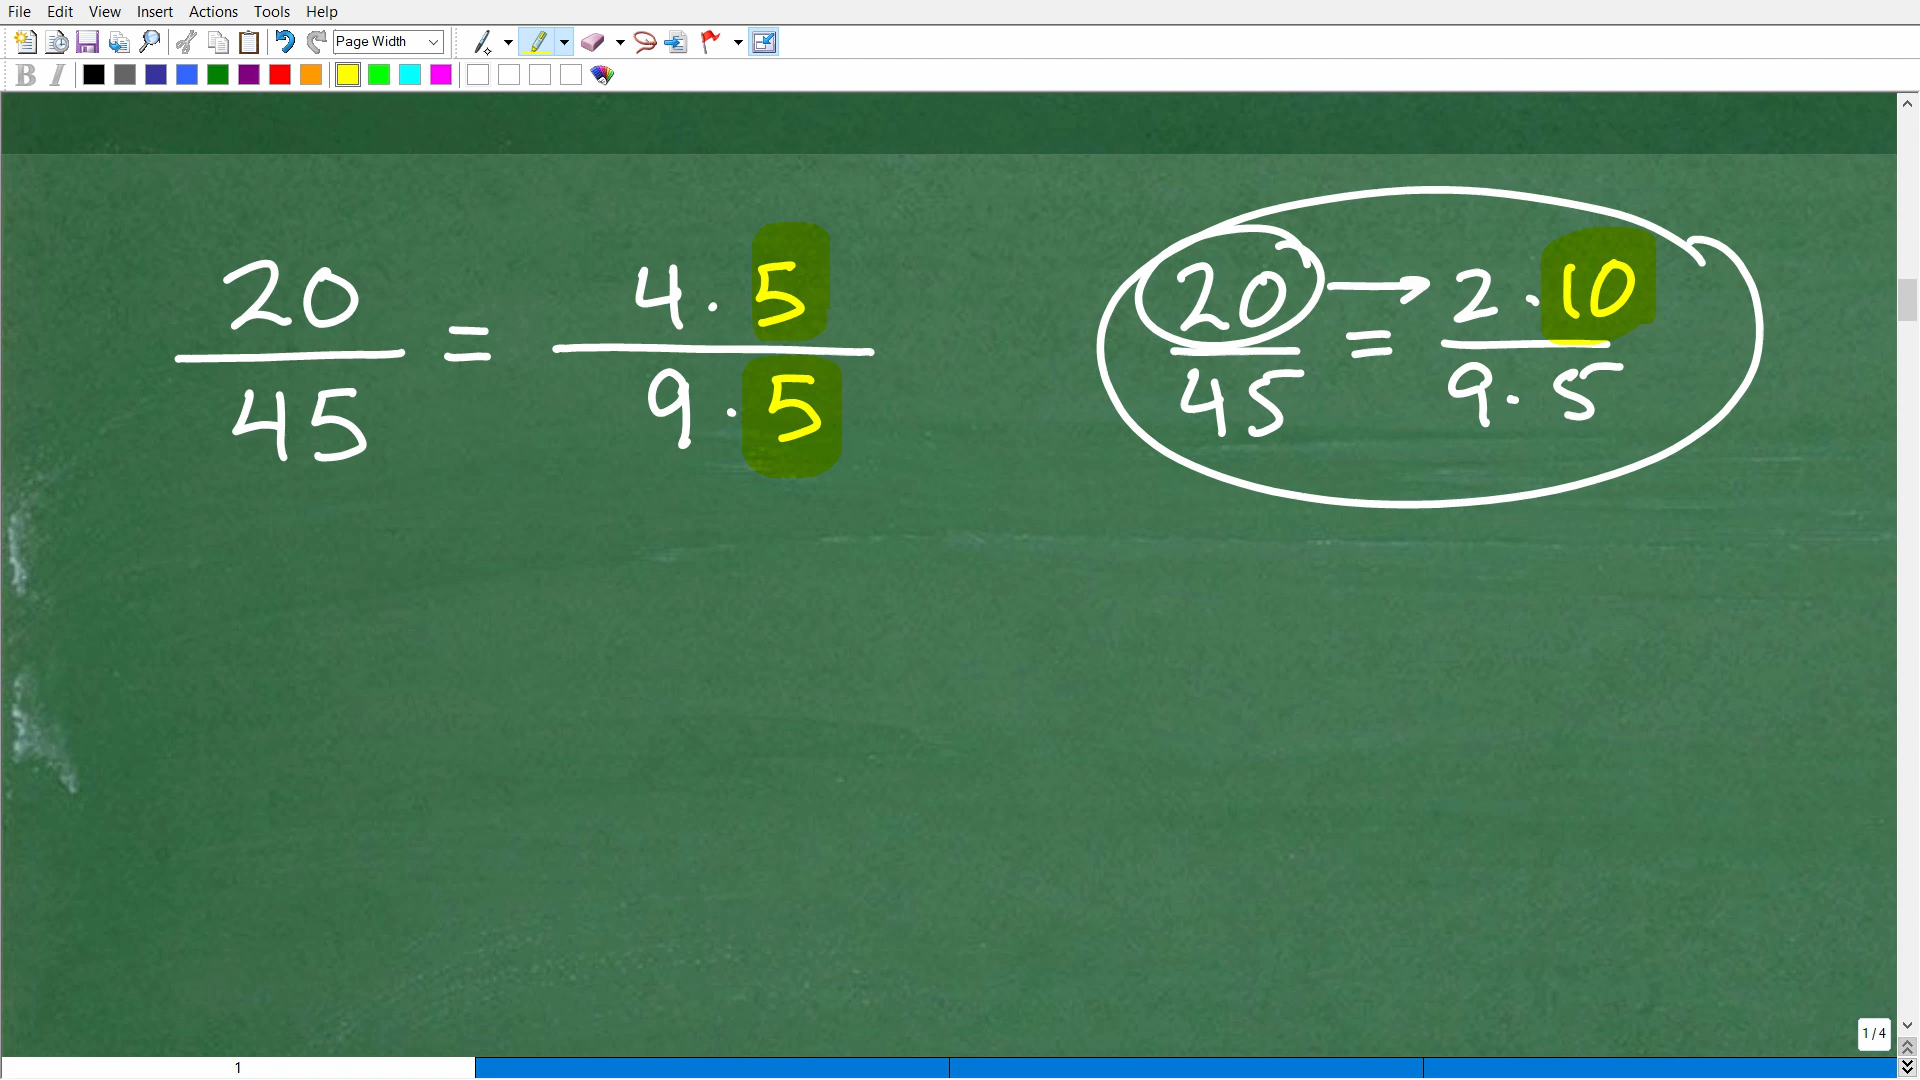 File Edit View Insert Actions Tools Help
Page Width
B I
20/45 = 4 · 5/9 · 5
20/45 → = 2 · 10/9 · 5
1 / 4
1